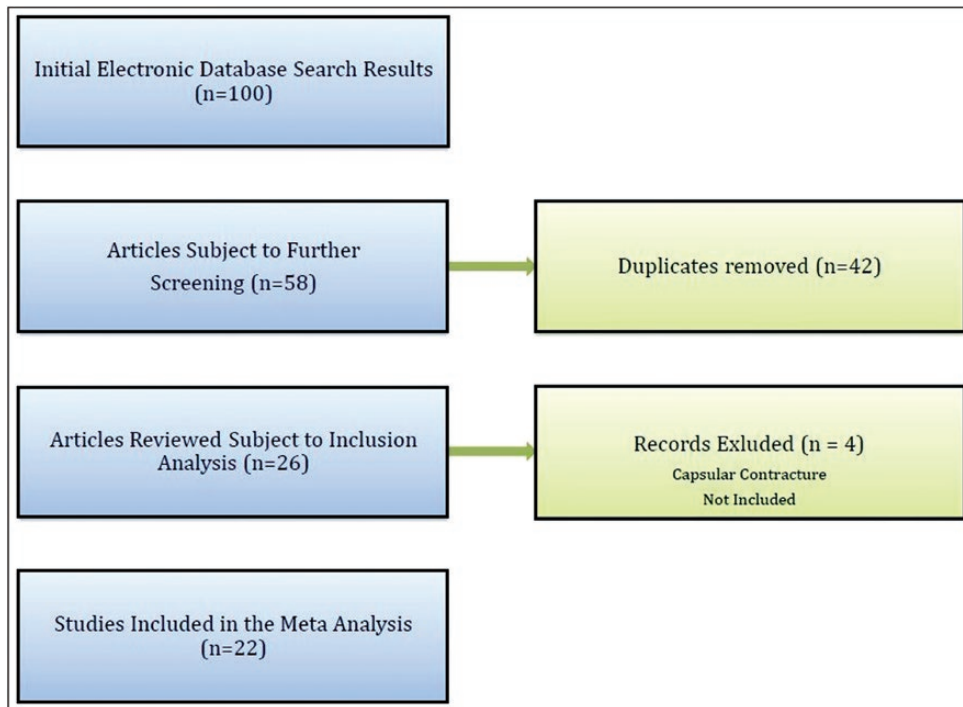 Initial Electronic Database Search Results
(n=100)
Articles Subject to Further
Screening (n=58)
Duplicates removed (n=42)
Articles Reviewed Subject to Inclusion
Analysis (n=26)
Records Exluded (n = 4)
Capsular Contracture
Not Included
Studies Included in the Meta Analysis
(n=22)